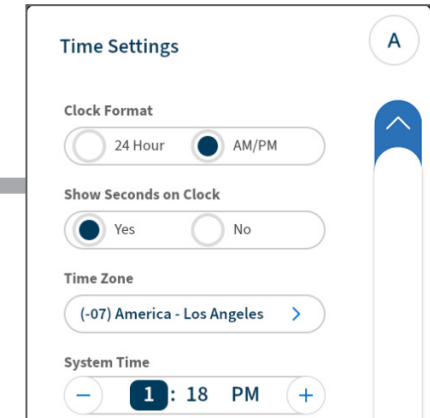 Time Settings
A
Clock Format
24 Hour AM/PM
Show Seconds on Clock
Yes No
Time Zone
(-07) America - Los Angeles
System Time
− 1 : 18 PM +